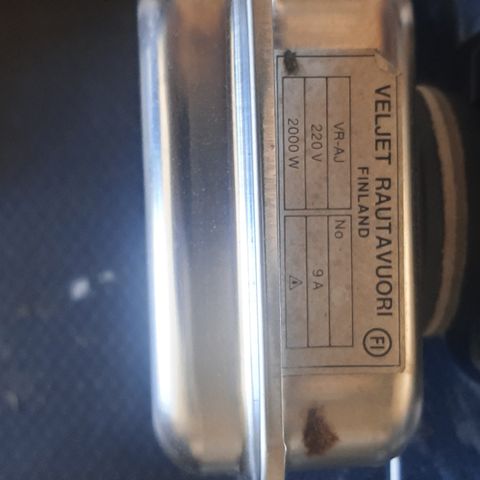 VELJET RAUTAVUORI FI
FINLAND
VR-AJ No
220 V 9 A
2000 W